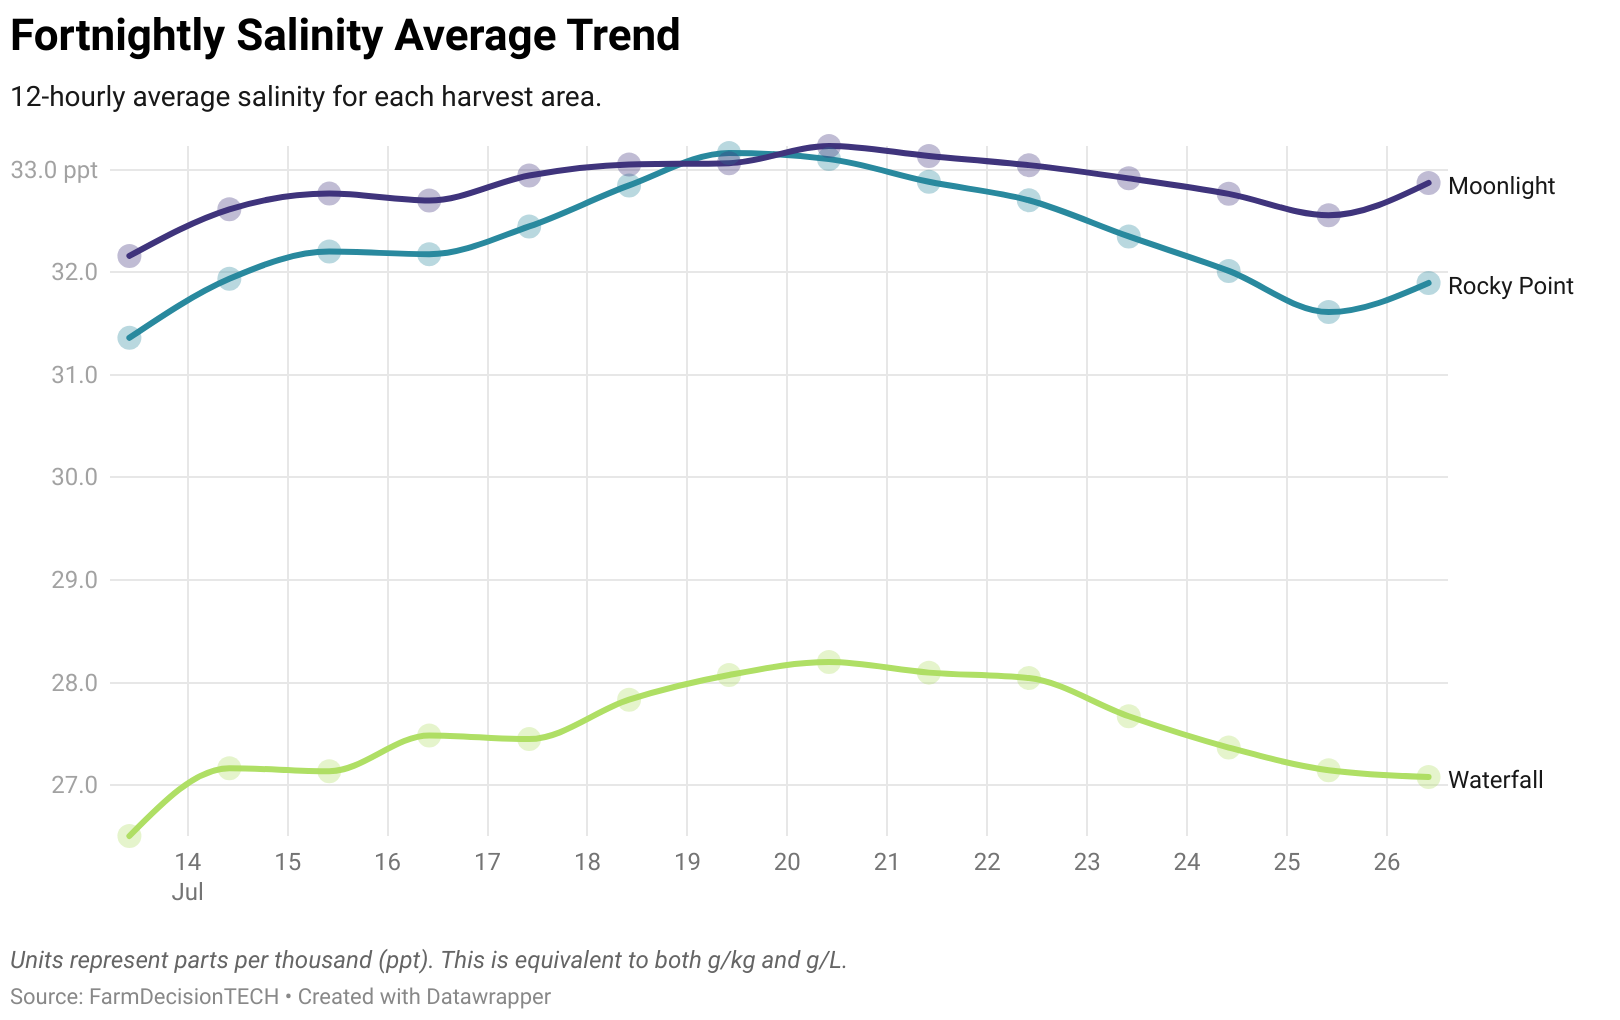 Fortnightly Salinity Average Trend
12-hourly average salinity for each harvest area.
33.0 ppt
32.0
31.0
30.0
29.0
28.0
27.0
Moonlight
Rocky Point
Waterfall
14 15 16 17 18 19 20 21 22 23 24 25 26
Jul
Units represent parts per thousand (ppt). This is equivalent to both g/kg and g/L.
Source: FarmDecisionTECH • Created with Datawrapper